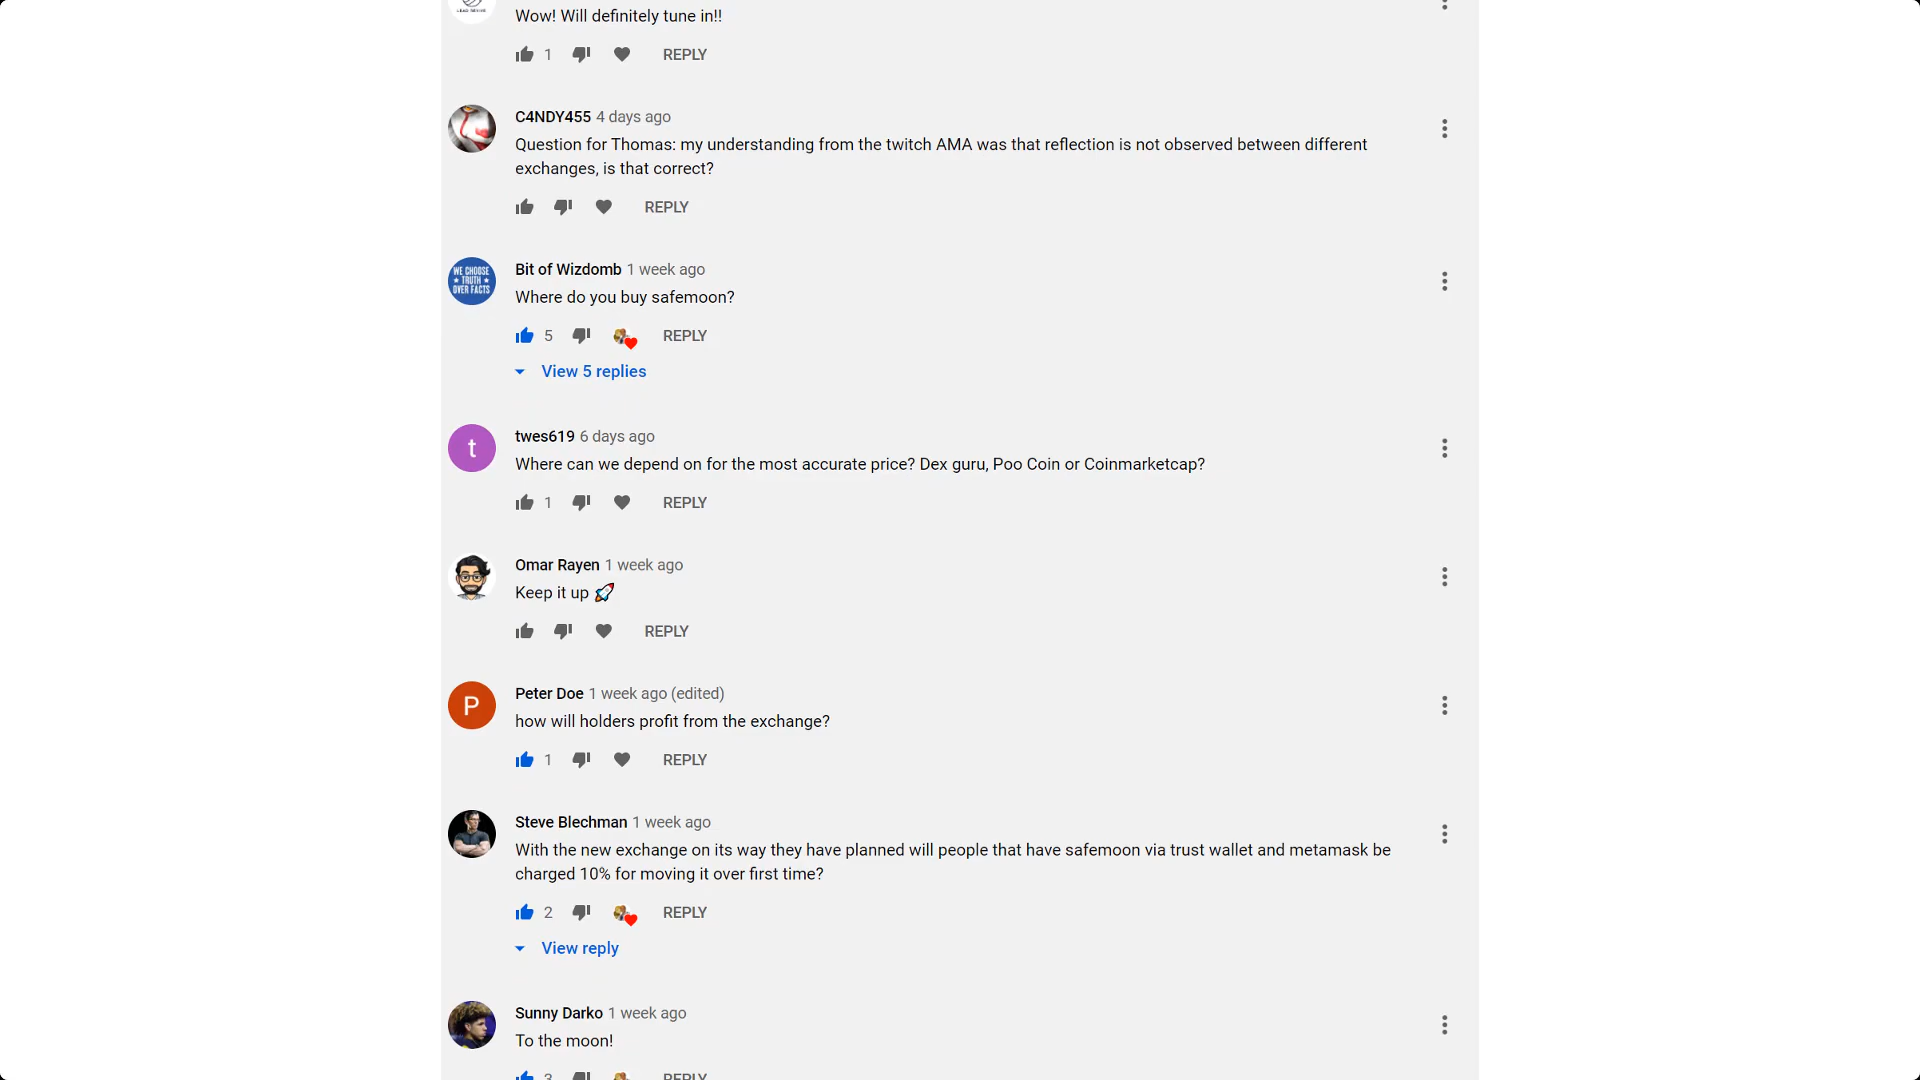 LEAD REVIVE
Wow! Will definitely tune in!!
1 REPLY
C4NDY455 4 days ago
Question for Thomas: my understanding from the twitch AMA was that reflection is not observed between different
exchanges, is that correct?
REPLY
WE CHOOSE
TRUTH
OVER FACTS
Bit of Wizdomb 1 week ago
Where do you buy safemoon?
5 REPLY
View 5 replies
t
twes619 6 days ago
Where can we depend on for the most accurate price? Dex guru, Poo Coin or Coinmarketcap?
1 REPLY
Omar Rayen 1 week ago
Keep it up 🚀
REPLY
P
Peter Doe 1 week ago (edited)
how will holders profit from the exchange?
1 REPLY
Steve Blechman 1 week ago
With the new exchange on its way they have planned will people that have safemoon via trust wallet and metamask be
charged 10% for moving it over first time?
2 REPLY
View reply
Sunny Darko 1 week ago
To the moon!
3 REPLY